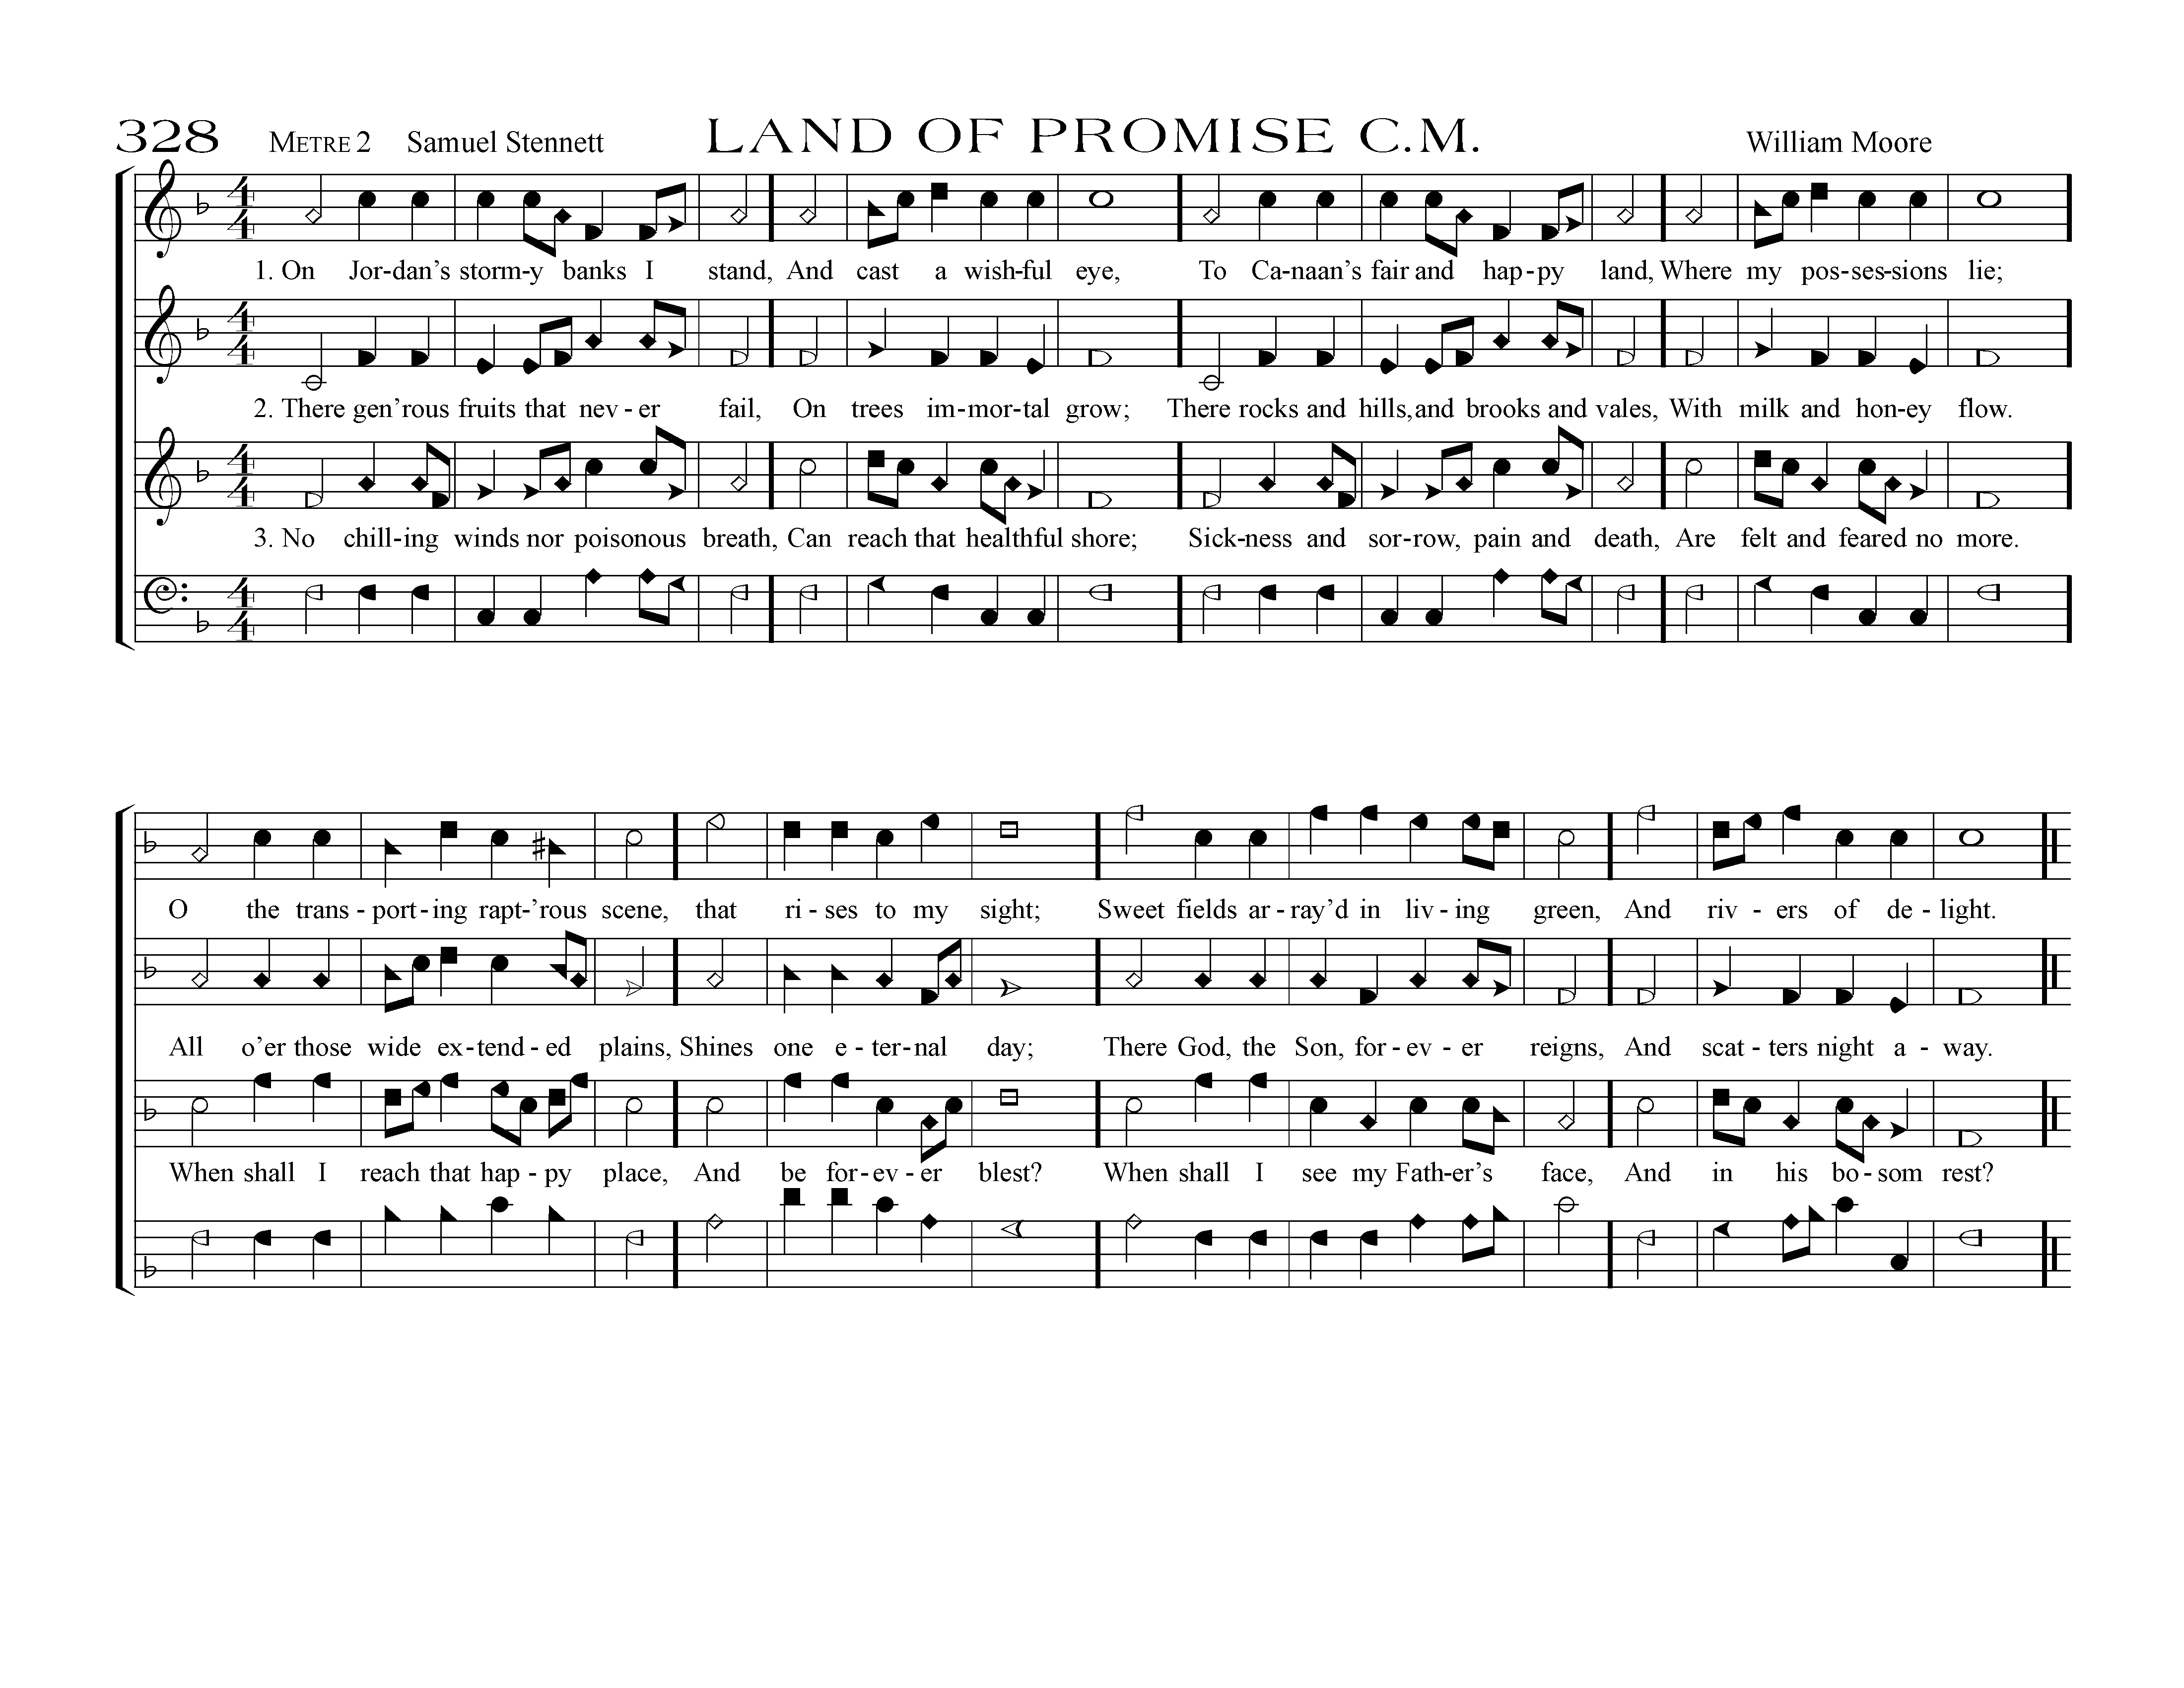 328 METRE 2 Samuel Stennett LAND OF PROMISE C.M. William Moore
4 4
1. On Jor-dan’s storm-y banks I stand, And cast a wish-ful eye, To Ca-naan’s fair and hap-py land, Where my pos-ses-sions lie;
4 4
2. There gen’rous fruits that nev-er fail, On trees im-mor-tal grow; There rocks and hills, and brooks and vales, With milk and hon-ey flow.
4 4
3. No chill-ing winds nor poisonous breath, Can reach that healthful shore; Sick-ness and sor-row, pain and death, Are felt and feared no more.
4 4
O the trans-port-ing rapt-’rous scene, that ri-ses to my sight; Sweet fields ar-ray’d in liv-ing green, And riv-ers of de-light.
All o’er those wide ex-tend-ed plains, Shines one e-ter-nal day; There God, the Son, for-ev-er reigns, And scat-ters night a-way.
When shall I reach that hap-py place, And be for-ev-er blest? When shall I see my Fath-er’s face, And in his bo-som rest?